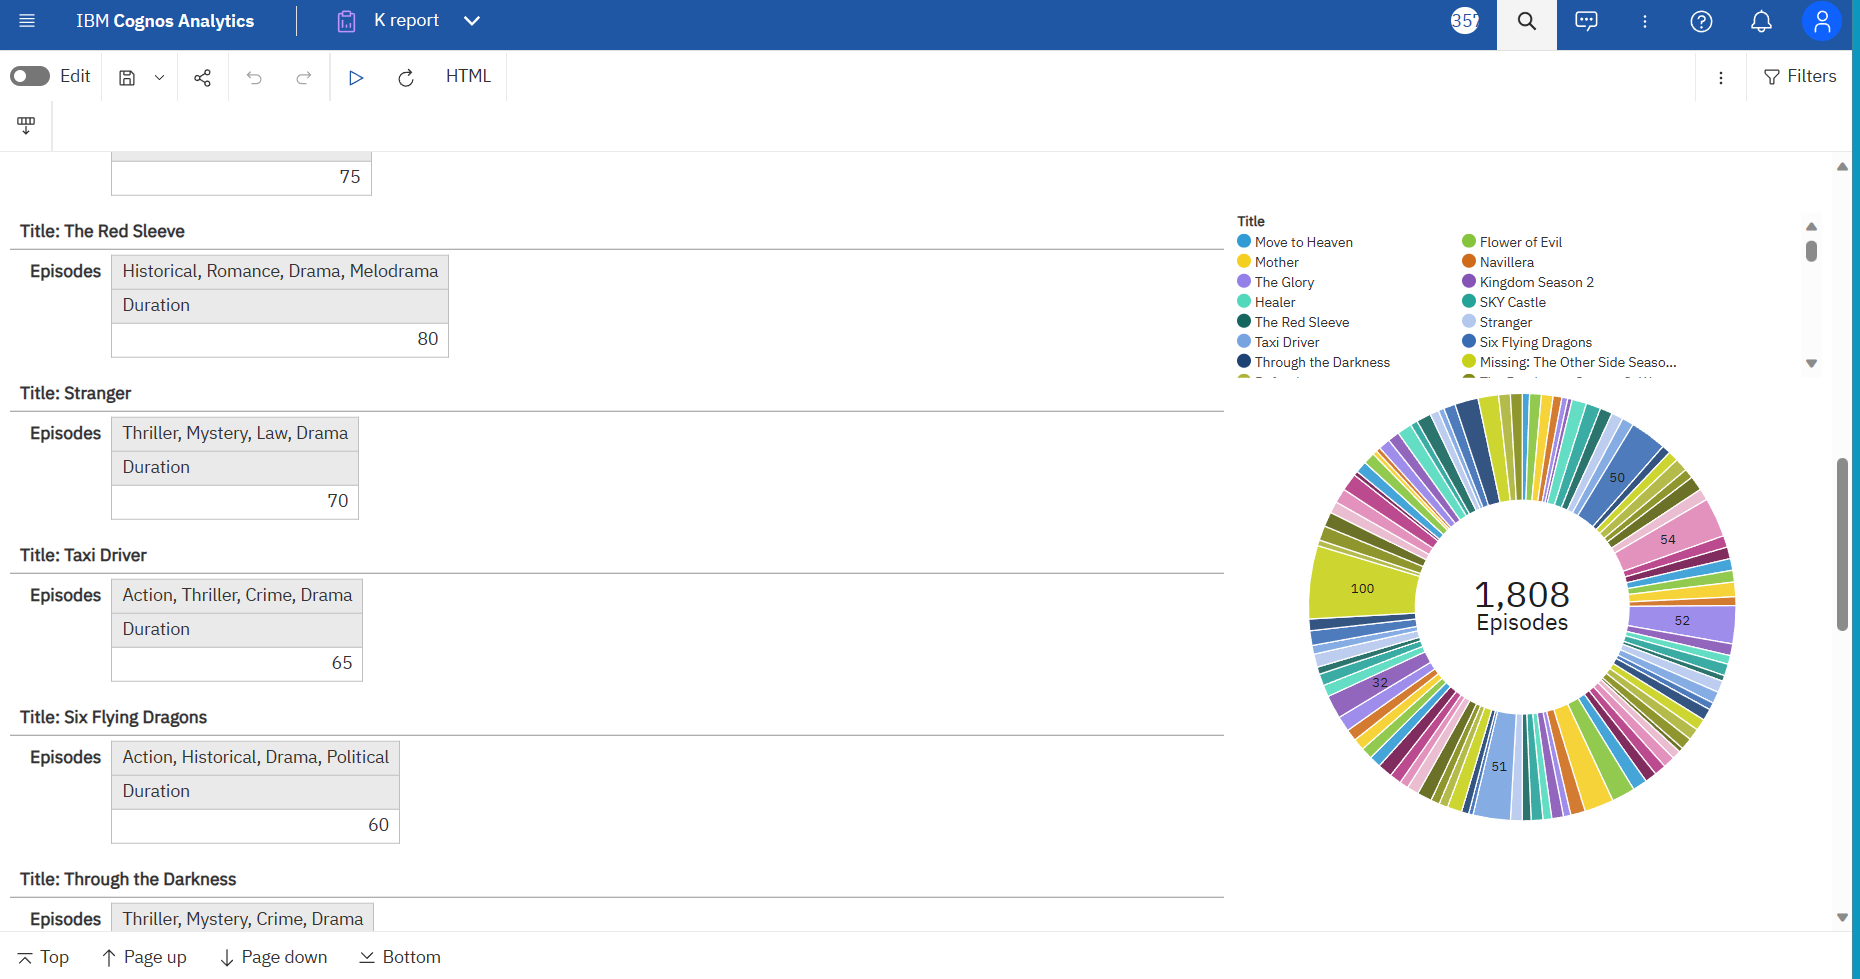 IBM Cognos Analytics
K report
357
Edit
HTML
Filters
75
Title: The Red Sleeve
Episodes
Historical, Romance, Drama, Melodrama
Duration
80
Title: Stranger
Episodes
Thriller, Mystery, Law, Drama
Duration
70
Title: Taxi Driver
Episodes
Action, Thriller, Crime, Drama
Duration
65
Title: Six Flying Dragons
Episodes
Action, Historical, Drama, Political
Duration
60
Title: Through the Darkness
Episodes
Thriller, Mystery, Crime, Drama
Title
Move to Heaven
Flower of Evil
Mother
Navillera
The Glory
Kingdom Season 2
Healer
SKY Castle
The Red Sleeve
Stranger
Taxi Driver
Six Flying Dragons
Through the Darkness
Missing: The Other Side Seaso...
50
54
100
1,808
Episodes
52
32
51
Top
Page up
Page down
Bottom